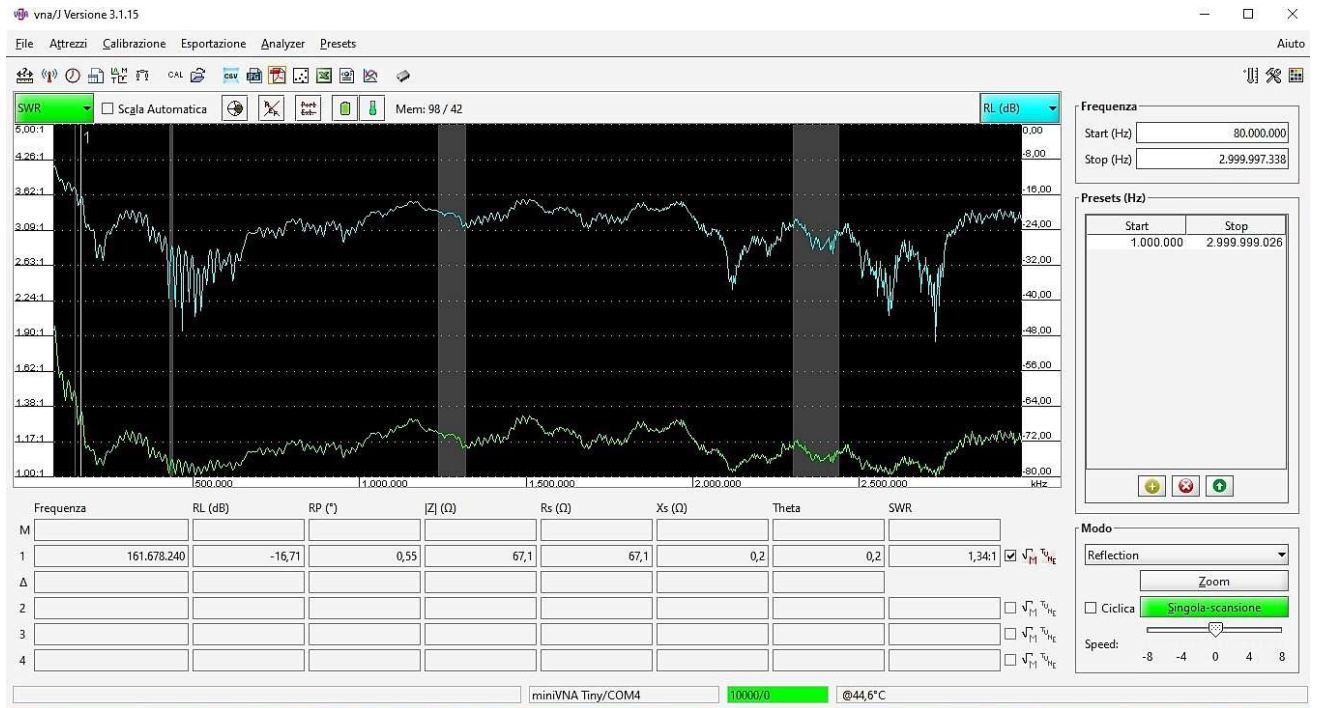 vna/J Versione 3.1.15
File Attrezzi Calibrazione Esportazione Analyzer Presets Aiuto
CAL CSV
SWR Scala Automatica Mem: 98 / 42 RL (dB)
5,00:1 0,00
4.26:1 -8,00
3.62:1 -16,00
3.09:1 -24,00
2.63:1 -32,00
2.24:1 -40,00
1.90:1 -48,00
1.62:1 -56,00
1.38:1 -64,00
1.17:1 -72,00
1.00:1 -80,00
1
500.000 1.000.000 1.500.000 2.000.000 2.500.000 kHz
Frequenza
Start (Hz) 80.000.000
Stop (Hz) 2.999.997.338
Presets (Hz)
Start Stop
1.000.000 2.999.999.026
Frequenza RL (dB) RP (°) |Z| (Ω) Rs (Ω) Xs (Ω) Theta SWR
M
1 161.678.240 -16,71 0,55 67,1 67,1 0,2 0,2 1,34:1
Δ
2
3
4
Modo
Reflection
Zoom
Ciclica Singola-scansione
Speed:
-8 -4 0 4 8
miniVNA Tiny/COM4 10000/0 @44,6°C